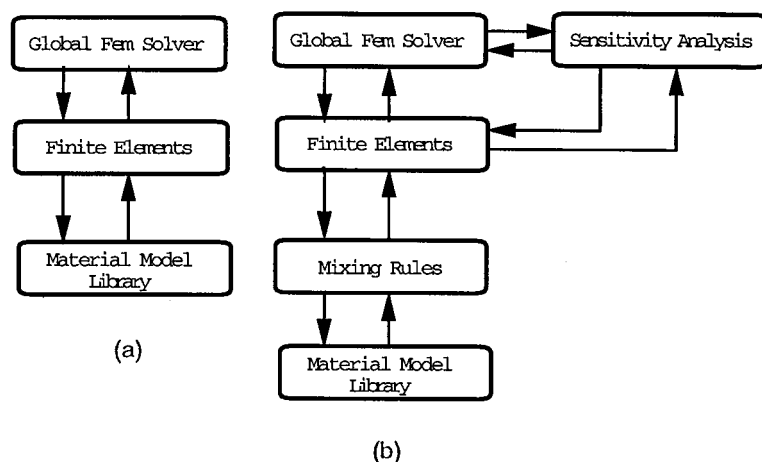 Global Fem Solver
Finite Elements
Material Model
Library
(a)
Global Fem Solver
Sensitivity Analysis
Finite Elements
Mixing Rules
Material Model
Library
(b)